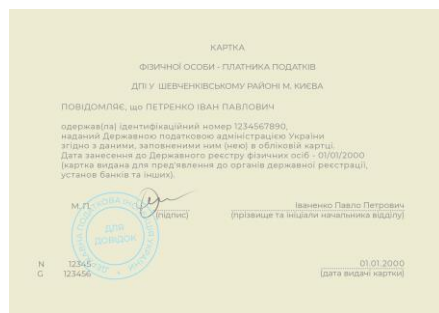 КАРТКА
ФІЗИЧНОЇ ОСОБИ - ПЛАТНИКА ПОДАТКІВ
ДПІ У ШЕВЧЕНКІВСЬКОМУ РАЙОНІ М. КИЄВА
ПОВІДОМЛЯЄ, що ПЕТРЕНКО ІВАН ПАВЛОВИЧ
одержав(ла) ідентифікаційний номер 1234567890,
наданий Державною податковою адміністрацією України
згідно з даними, заповненими ним (нею) в обліковій картці.
Дата занесення до Державного реєстру фізичних осіб - 01/01/2000
(картка видана для пред'явлення до органів державної реєстрації,
установ банків та інших).
М.П.
(підпис)
Іваненко Павло Петрович
(прізвище та ініціали начальника відділу)
ДЛЯ
ДОВІДОК
N 12345
G 123456
01.01.2000
(дата видачі картки)